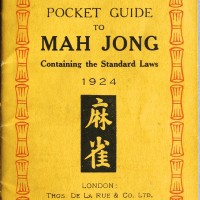 POCKET GUIDE
TO
MAH JONG
Containing the Standard Laws
1924
麻
雀
LONDON:
THOS. DE LA RUE & CO. LTD.